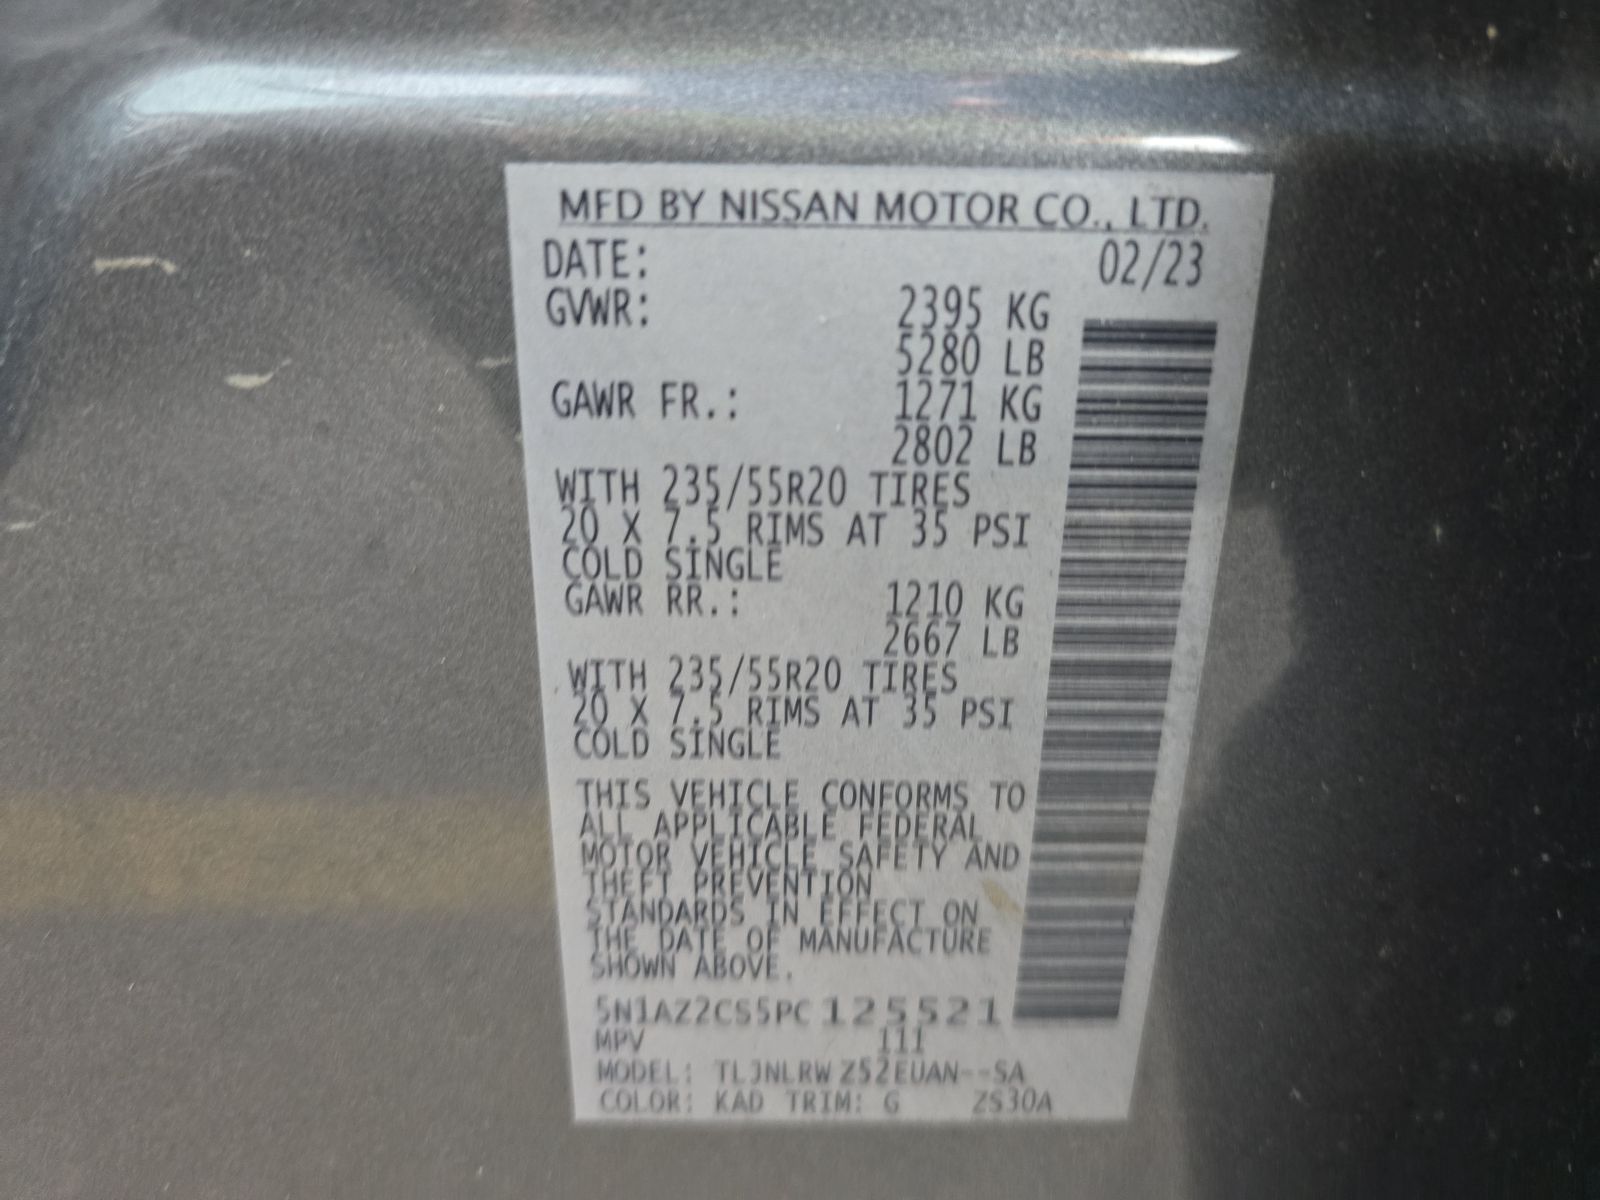 MFD BY NISSAN MOTOR CO., LTD.
DATE: 02/23
GVWR: 2395 KG
5280 LB
GAWR FR.: 1271 KG
2802 LB
WITH 235/55R20 TIRES
20 X 7.5 RIMS AT 35 PSI
COLD SINGLE
GAWR RR.: 1210 KG
2667 LB
WITH 235/55R20 TIRES
20 X 7.5 RIMS AT 35 PSI
COLD SINGLE
THIS VEHICLE CONFORMS TO
ALL APPLICABLE FEDERAL
MOTOR VEHICLE SAFETY AND
THEFT PREVENTION
STANDARDS IN EFFECT ON
THE DATE OF MANUFACTURE
SHOWN ABOVE.
5N1AZ2CS5PC125521
MPV 111
MODEL: TLJNLRW Z52EUAN--SA
COLOR: KAD TRIM: G ZS30A